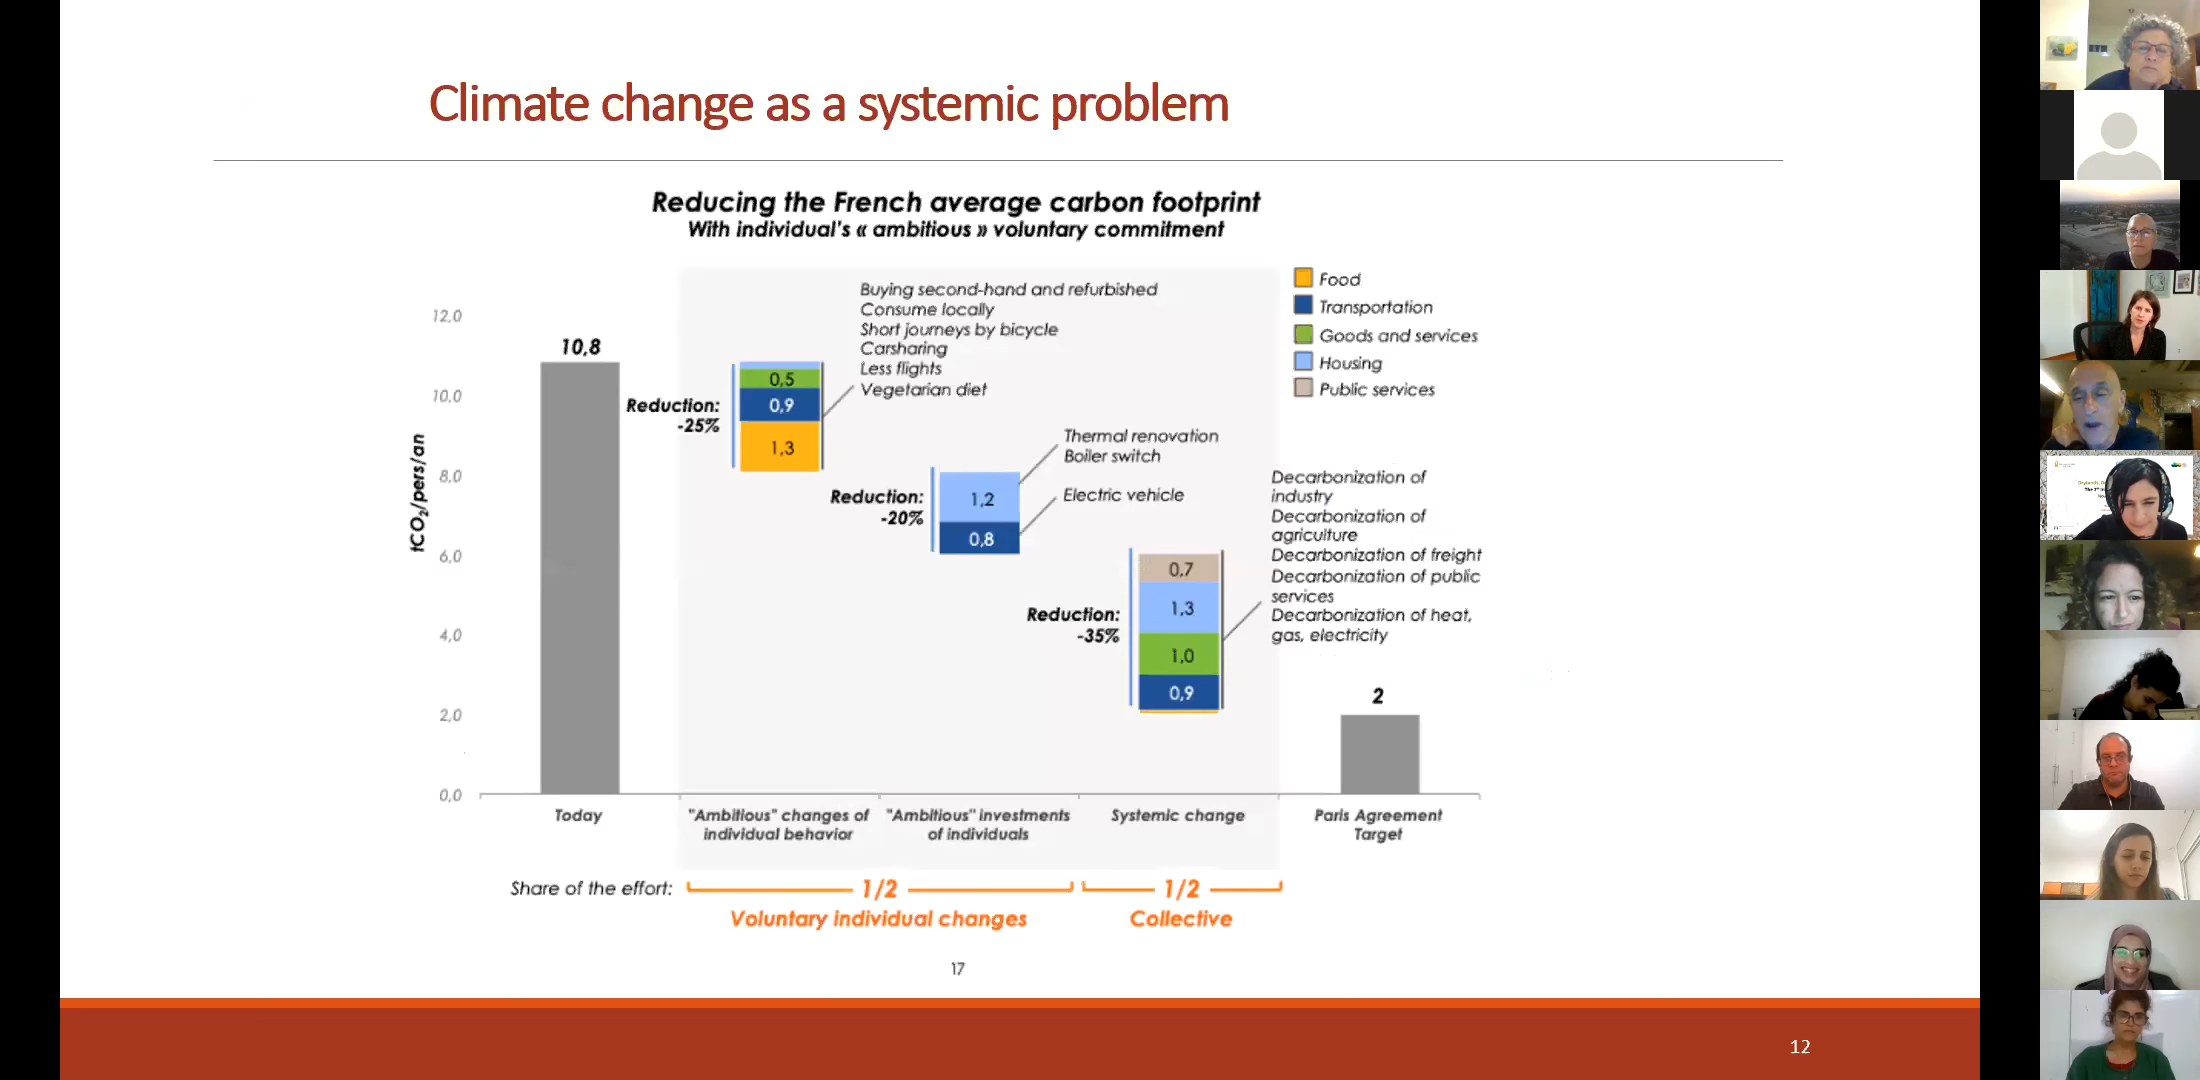 Climate change as a systemic problem
Reducing the French average carbon footprint
With individual's « ambitious » voluntary commitment
Food
Transportation
Goods and services
Housing
Public services
tCO₂/pers/an
12,0
10,0
8,0
6,0
4,0
2,0
0,0
10,8
Reduction:
-25%
0,5
0,9
1,3
Buying second-hand and refurbished
Consume locally
Short journeys by bicycle
Carsharing
Less flights
Vegetarian diet
Reduction:
-20%
1,2
0,8
Thermal renovation
Boiler switch
Electric vehicle
Reduction:
-35%
0,7
1,3
1,0
0,9
Decarbonization of
industry
Decarbonization of
agriculture
Decarbonization of freight
Decarbonization of public
services
Decarbonization of heat,
gas, electricity
2
Today
"Ambitious" changes of
individual behavior
"Ambitious" investments
of individuals
Systemic change
Paris Agreement
Target
Share of the effort:
1/2
Voluntary individual changes
1/2
Collective
17
12